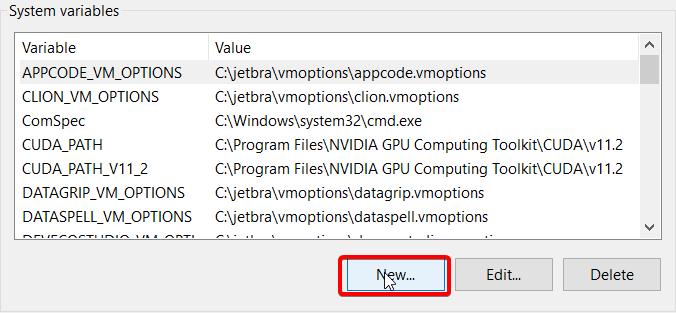 System variables
Variable Value
APPCODE_VM_OPTIONS C:\jetbra\vmoptions\appcode.vmoptions
CLION_VM_OPTIONS C:\jetbra\vmoptions\clion.vmoptions
ComSpec C:\Windows\system32\cmd.exe
CUDA_PATH C:\Program Files\NVIDIA GPU Computing Toolkit\CUDA\v11.2
CUDA_PATH_V11_2 C:\Program Files\NVIDIA GPU Computing Toolkit\CUDA\v11.2
DATAGRIP_VM_OPTIONS C:\jetbra\vmoptions\datagrip.vmoptions
DATASPELL_VM_OPTIONS C:\jetbra\vmoptions\dataspell.vmoptions
New... Edit... Delete